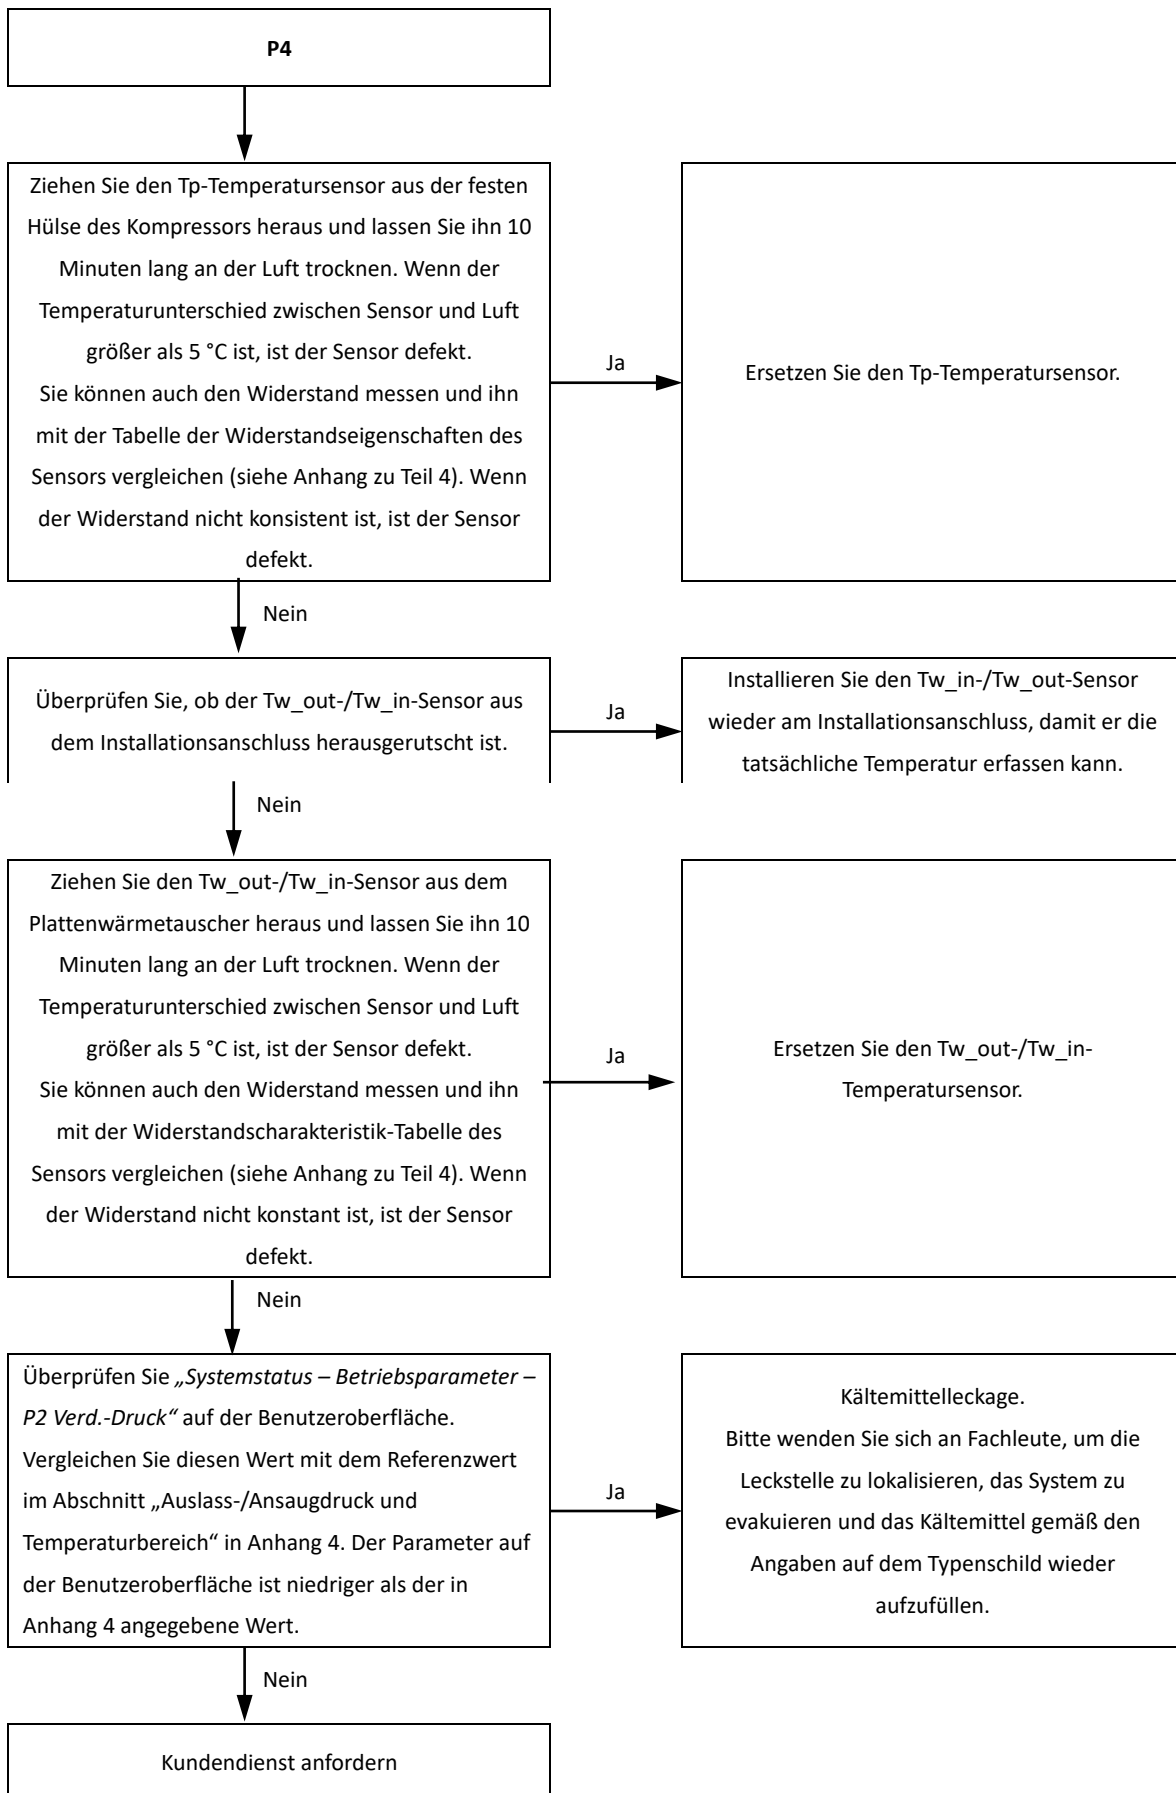 P4
Ziehen Sie den Tp-Temperatursensor aus der festen
Hülse des Kompressors heraus und lassen Sie ihn 10
Minuten lang an der Luft trocknen. Wenn der
Temperaturunterschied zwischen Sensor und Luft
größer als 5 °C ist, ist der Sensor defekt.
Sie können auch den Widerstand messen und ihn
mit der Tabelle der Widerstandseigenschaften des
Sensors vergleichen (siehe Anhang zu Teil 4). Wenn
der Widerstand nicht konsistent ist, ist der Sensor
defekt.
Ja
Ersetzen Sie den Tp-Temperatursensor.
Nein
Überprüfen Sie, ob der Tw_out-/Tw_in-Sensor aus
dem Installationsanschluss herausgerutscht ist.
Ja
Installieren Sie den Tw_in-/Tw_out-Sensor
wieder am Installationsanschluss, damit er die
tatsächliche Temperatur erfassen kann.
Nein
Ziehen Sie den Tw_out-/Tw_in-Sensor aus dem
Plattenwärmetauscher heraus und lassen Sie ihn 10
Minuten lang an der Luft trocknen. Wenn der
Temperaturunterschied zwischen Sensor und Luft
größer als 5 °C ist, ist der Sensor defekt.
Sie können auch den Widerstand messen und ihn
mit der Widerstandscharakteristik-Tabelle des
Sensors vergleichen (siehe Anhang zu Teil 4). Wenn
der Widerstand nicht konstant ist, ist der Sensor
defekt.
Ja
Ersetzen Sie den Tw_out-/Tw_in-
Temperatursensor.
Nein
Überprüfen Sie „Systemstatus – Betriebsparameter –
P2 Verd.-Druck“ auf der Benutzeroberfläche.
Vergleichen Sie diesen Wert mit dem Referenzwert
im Abschnitt „Auslass-/Ansaugdruck und
Temperaturbereich“ in Anhang 4. Der Parameter auf
der Benutzeroberfläche ist niedriger als der in
Anhang 4 angegebene Wert.
Ja
Kältemittelleckage.
Bitte wenden Sie sich an Fachleute, um die
Leckstelle zu lokalisieren, das System zu
evakuieren und das Kältemittel gemäß den
Angaben auf dem Typenschild wieder
aufzufüllen.
Nein
Kundendienst anfordern